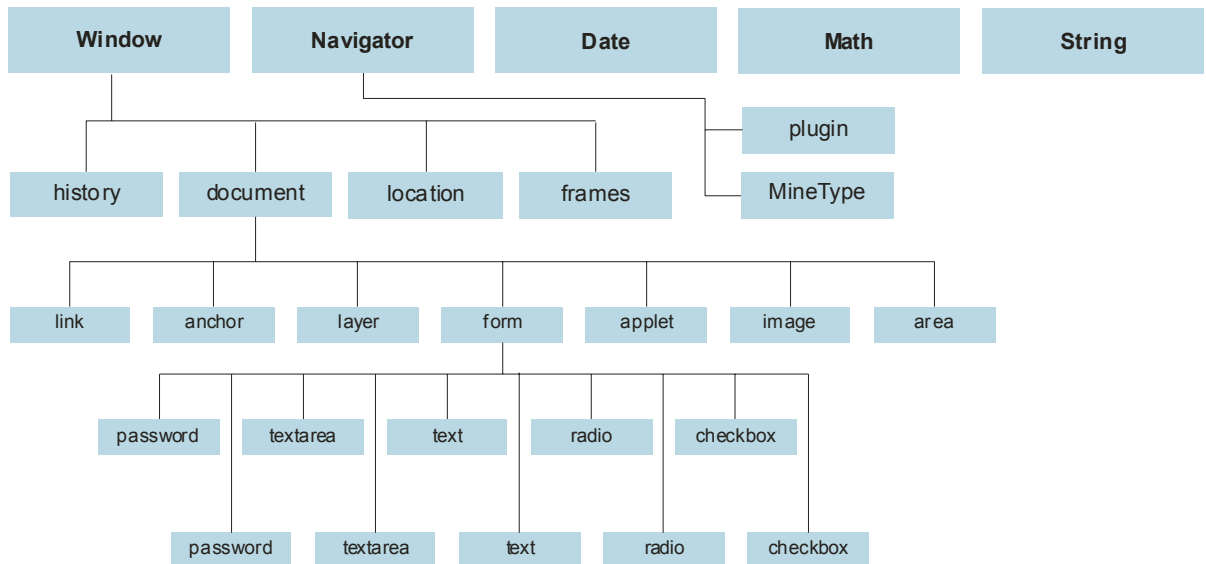 Window
Navigator
Date
Math
String
plugin
history
document
location
frames
MineType
link
anchor
layer
form
applet
image
area
password
textarea
text
radio
checkbox
password
textarea
text
radio
checkbox